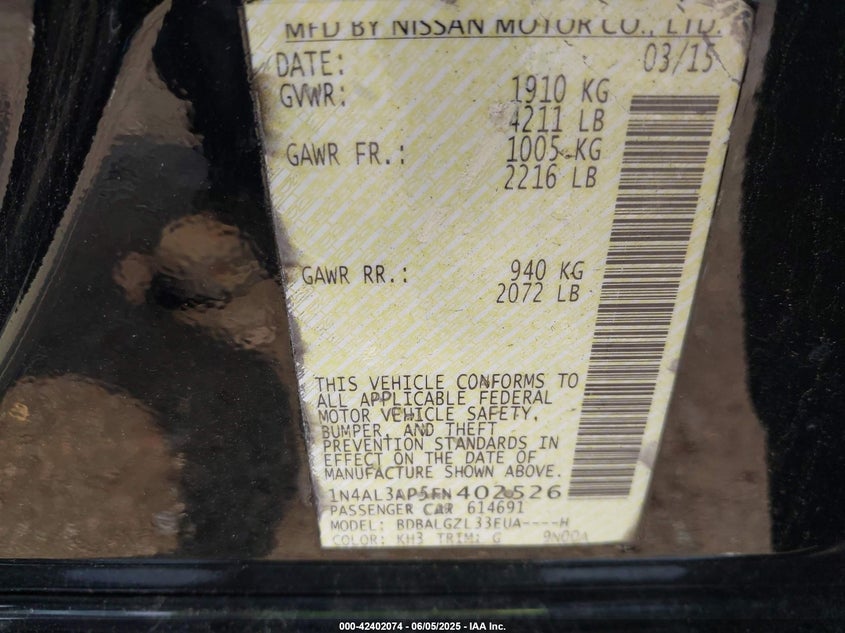 MFD BY NISSAN MOTOR CO., LTD.
DATE: 03/15
GVWR: 1910 KG
4211 LB
GAWR FR.: 1005 KG
2216 LB
GAWR RR.: 940 KG
2072 LB
THIS VEHICLE CONFORMS TO
ALL APPLICABLE FEDERAL
MOTOR VEHICLE SAFETY,
BUMPER, AND THEFT
PREVENTION STANDARDS IN
EFFECT ON THE DATE OF
MANUFACTURE SHOWN ABOVE.
1N4AL3AP5FN402526
PASSENGER CAR 614691
MODEL: BDBALGZL33EUA----H
COLOR: KH3 TRIM: G 9N00A
000-42402074 - 06/05/2025 - IAA Inc.